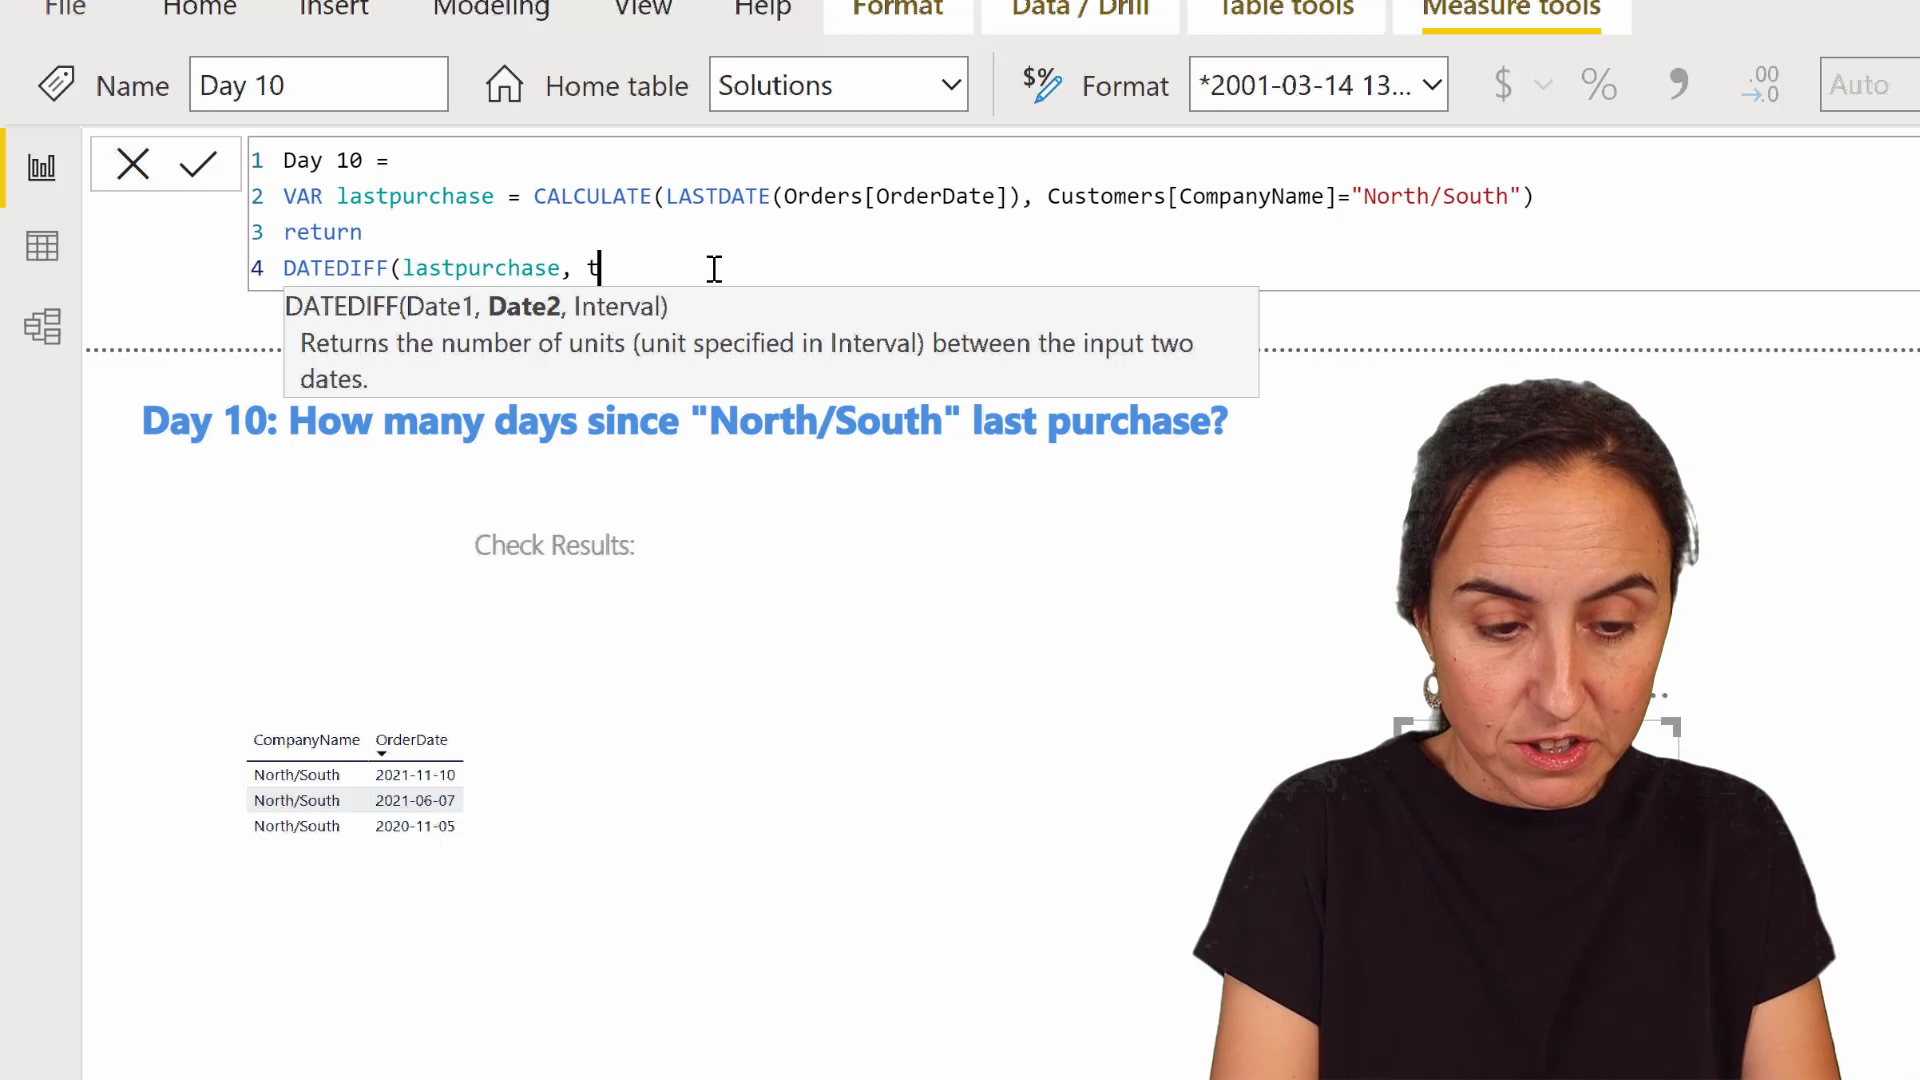 File Home Insert Modeling View Help Format Data / Drill Table tools Measure tools
Name Day 10 Home table Solutions $% Format *2001-03-14 13... $ % , .00 →.0 Auto
1 Day 10 =
2 VAR lastpurchase = CALCULATE(LASTDATE(Orders[OrderDate]), Customers[CompanyName]="North/South")
3 return
4 DATEDIFF(lastpurchase, t
DATEDIFF(Date1, Date2, Interval)
Returns the number of units (unit specified in Interval) between the input two
dates.
Day 10: How many days since "North/South" last purchase?
Check Results:
CompanyName OrderDate
North/South 2021-11-10
North/South 2021-06-07
North/South 2020-11-05